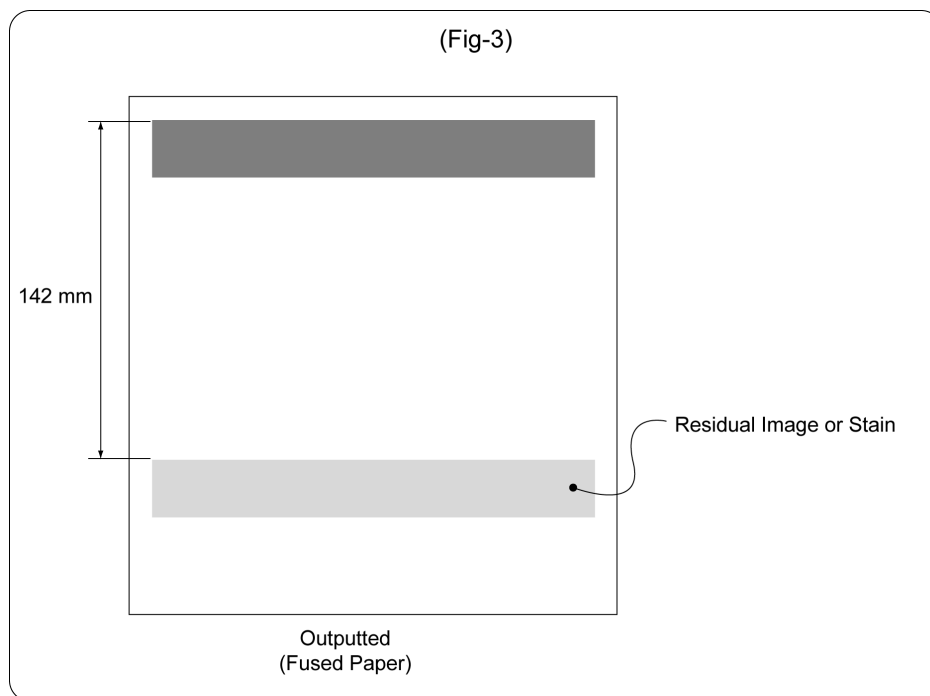 (Fig-3)
142 mm
Residual Image or Stain
Outputted
(Fused Paper)